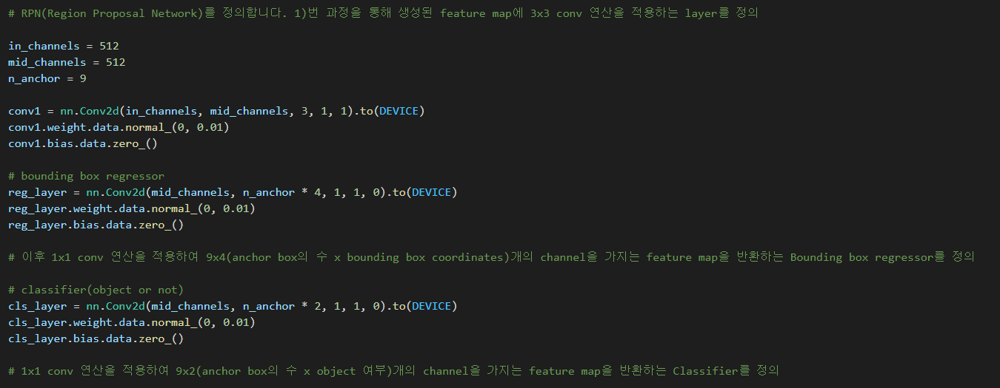 # RPN(Region Proposal Network)를 정의합니다. 1)번 과정을 통해 생성된 feature map에 3x3 conv 연산을 적용하는 layer를 정의
in_channels = 512
mid_channels = 512
n_anchor = 9
conv1 = nn.Conv2d(in_channels, mid_channels, 3, 1, 1).to(DEVICE)
conv1.weight.data.normal_(0, 0.01)
conv1.bias.data.zero_()
# bounding box regressor
reg_layer = nn.Conv2d(mid_channels, n_anchor * 4, 1, 1, 0).to(DEVICE)
reg_layer.weight.data.normal_(0, 0.01)
reg_layer.bias.data.zero_()
# 이후 1x1 conv 연산을 적용하여 9x4(anchor box의 수 x bounding box coordinates)개의 channel을 가지는 feature map을 반환하는 Bounding box regressor를 정의
# classifier(object or not)
cls_layer = nn.Conv2d(mid_channels, n_anchor * 2, 1, 1, 0).to(DEVICE)
cls_layer.weight.data.normal_(0, 0.01)
cls_layer.bias.data.zero_()
# 1x1 conv 연산을 적용하여 9x2(anchor box의 수 x object 여부)개의 channel을 가지는 feature map을 반환하는 Classifier를 정의